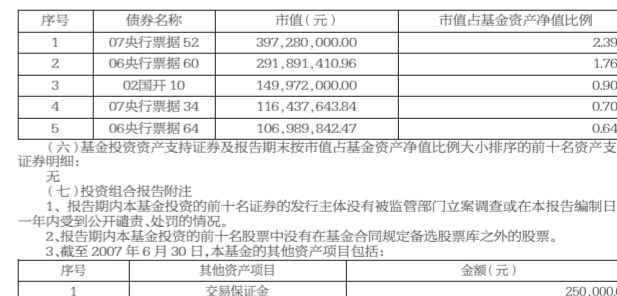 序号 债券名称 市值(元) 市值占基金资产净值比例
1 07央行票据52 397,280,000.00 2.39
2 06央行票据60 291,891,410.96 1.76
3 02国开10 149,972,000.00 0.90
4 07央行票据34 116,437,643.84 0.70
5 06央行票据64 106,989,842.47 0.64
(六)基金投资资产支持证券及报告期末按市值占基金资产净值比例大小排序的前十名资产支
证券明细:
无
(七)投资组合报告附注
1、报告期内本基金投资的前十名证券的发行主体没有被监管部门立案调查或在本报告编制日
一年内受到公开谴责、处罚的情况。
2、报告期内本基金投资的前十名股票中没有在基金合同规定备选股票库之外的股票。
3、截至2007年6月30日,本基金的其他资产项目包括:
序号 其他资产项目 金额(元)
1 交易保证金 250,000.